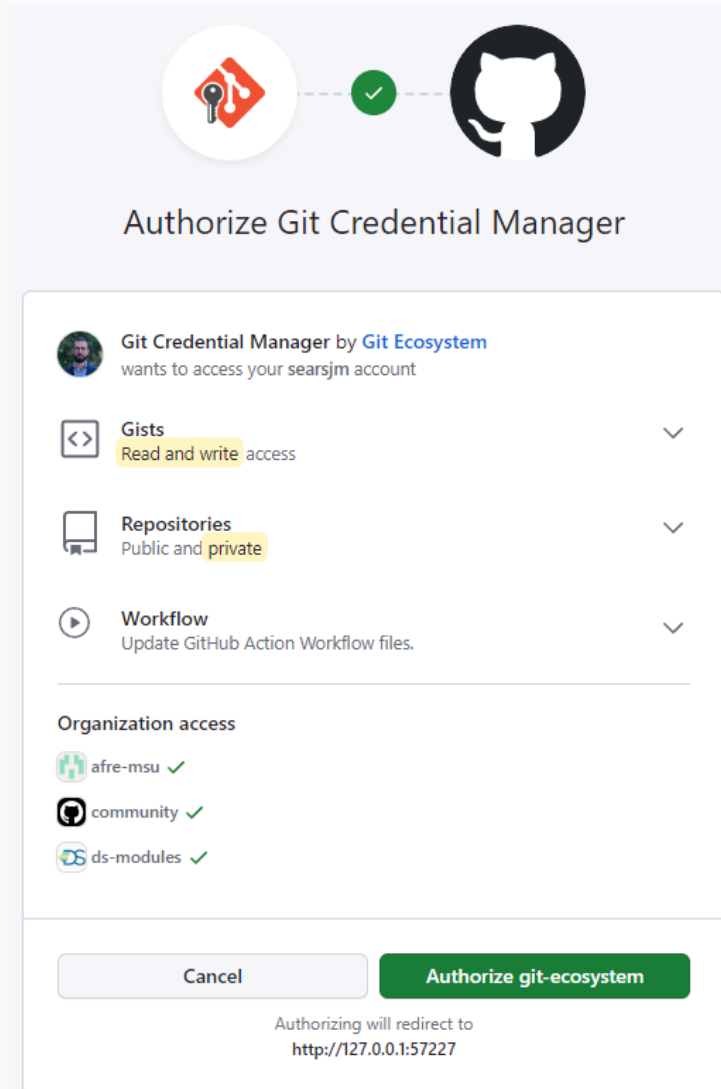 Authorize Git Credential Manager
Git Credential Manager by Git Ecosystem
wants to access your searsjm account
Gists
Read and write access
Repositories
Public and private
Workflow
Update GitHub Action Workflow files.
Organization access
afre-msu
community
DS ds-modules
Cancel
Authorize git-ecosystem
Authorizing will redirect to
http://127.0.0.1:57227